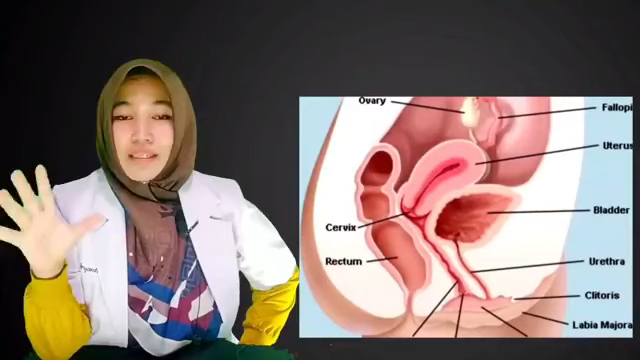 Ovary
Fallopi
Uterus
Bladder
Cervix
Rectum
Urethra
Clitoris
Labia Majora